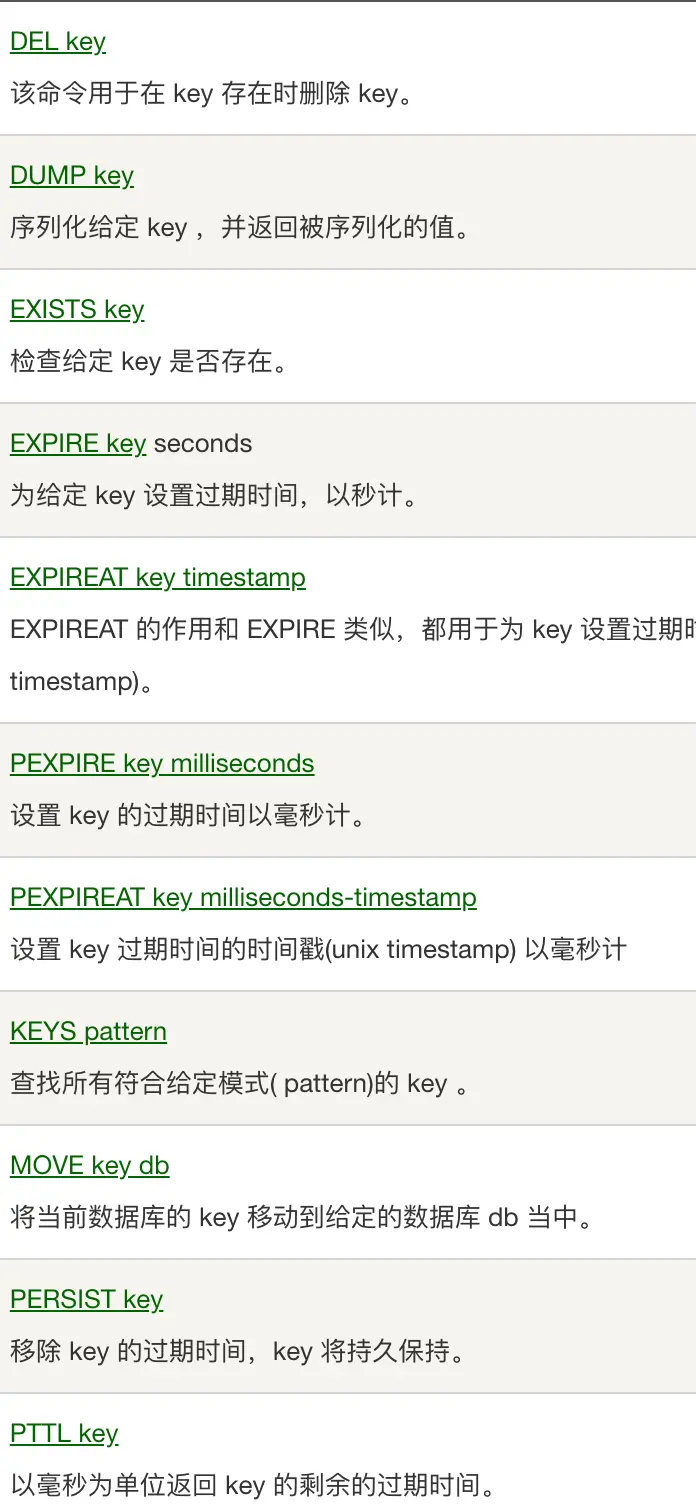 DEL key
该命令用于在 key 存在时删除 key。
DUMP key
序列化给定 key ，并返回被序列化的值。
EXISTS key
检查给定 key 是否存在。
EXPIRE key seconds
为给定 key 设置过期时间，以秒计。
EXPIREAT key timestamp
EXPIREAT 的作用和 EXPIRE 类似，都用于为 key 设置过期
timestamp)。
PEXPIRE key milliseconds
设置 key 的过期时间以毫秒计。
PEXPIREAT key milliseconds-timestamp
设置 key 过期时间的时间戳(unix timestamp) 以毫秒计
KEYS pattern
查找所有符合给定模式( pattern)的 key 。
MOVE key db
将当前数据库的 key 移动到给定的数据库 db 当中。
PERSIST key
移除 key 的过期时间，key 将持久保持。
PTTL key
以毫秒为单位返回 key 的剩余的过期时间。